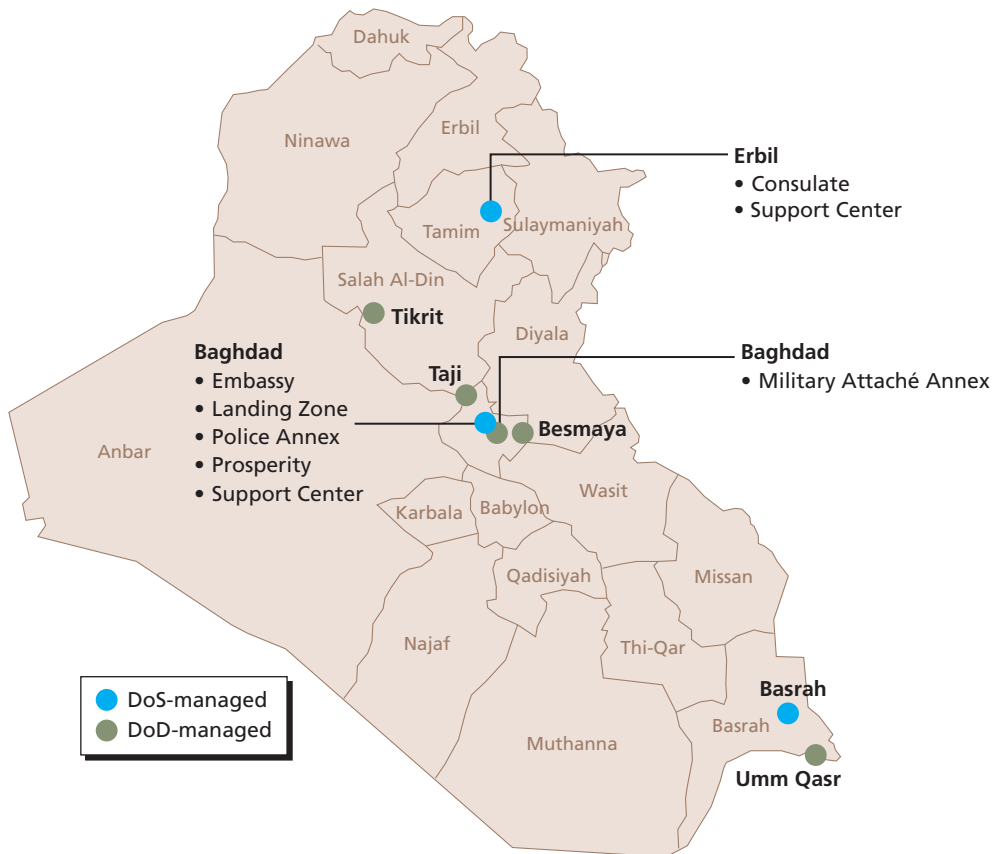 Dahuk
Erbil
Ninawa
Erbil
• Consulate
• Support Center
Tamim
Sulaymaniyah
Salah Al-Din
Tikrit
Diyala
Baghdad
• Embassy
• Landing Zone
• Police Annex
• Prosperity
• Support Center
Baghdad
• Military Attaché Annex
Taji
Besmaya
Anbar
Wasit
Karbala
Babylon
Qadisiyah
Missan
Najaf
Thi-Qar
Basrah
Basrah
Muthanna
Umm Qasr
DoS-managed
DoD-managed